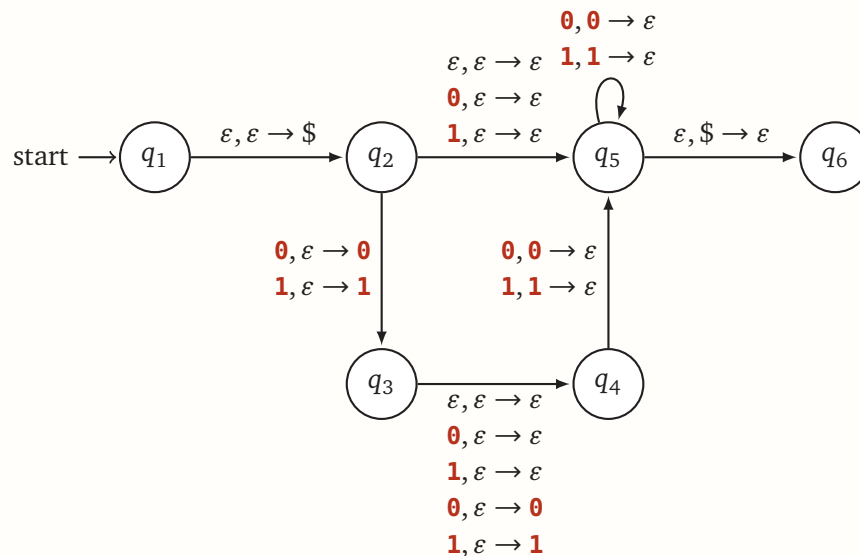 0, 0 → ε
1, 1 → ε
ε, ε → ε
0, ε → ε
1, ε → ε
start
q1
ε, ε → $
q2
q5
ε, $ → ε
q6
0, ε → 0
1, ε → 1
0, 0 → ε
1, 1 → ε
q3
q4
ε, ε → ε
0, ε → ε
1, ε → ε
0, ε → 0
1, ε → 1